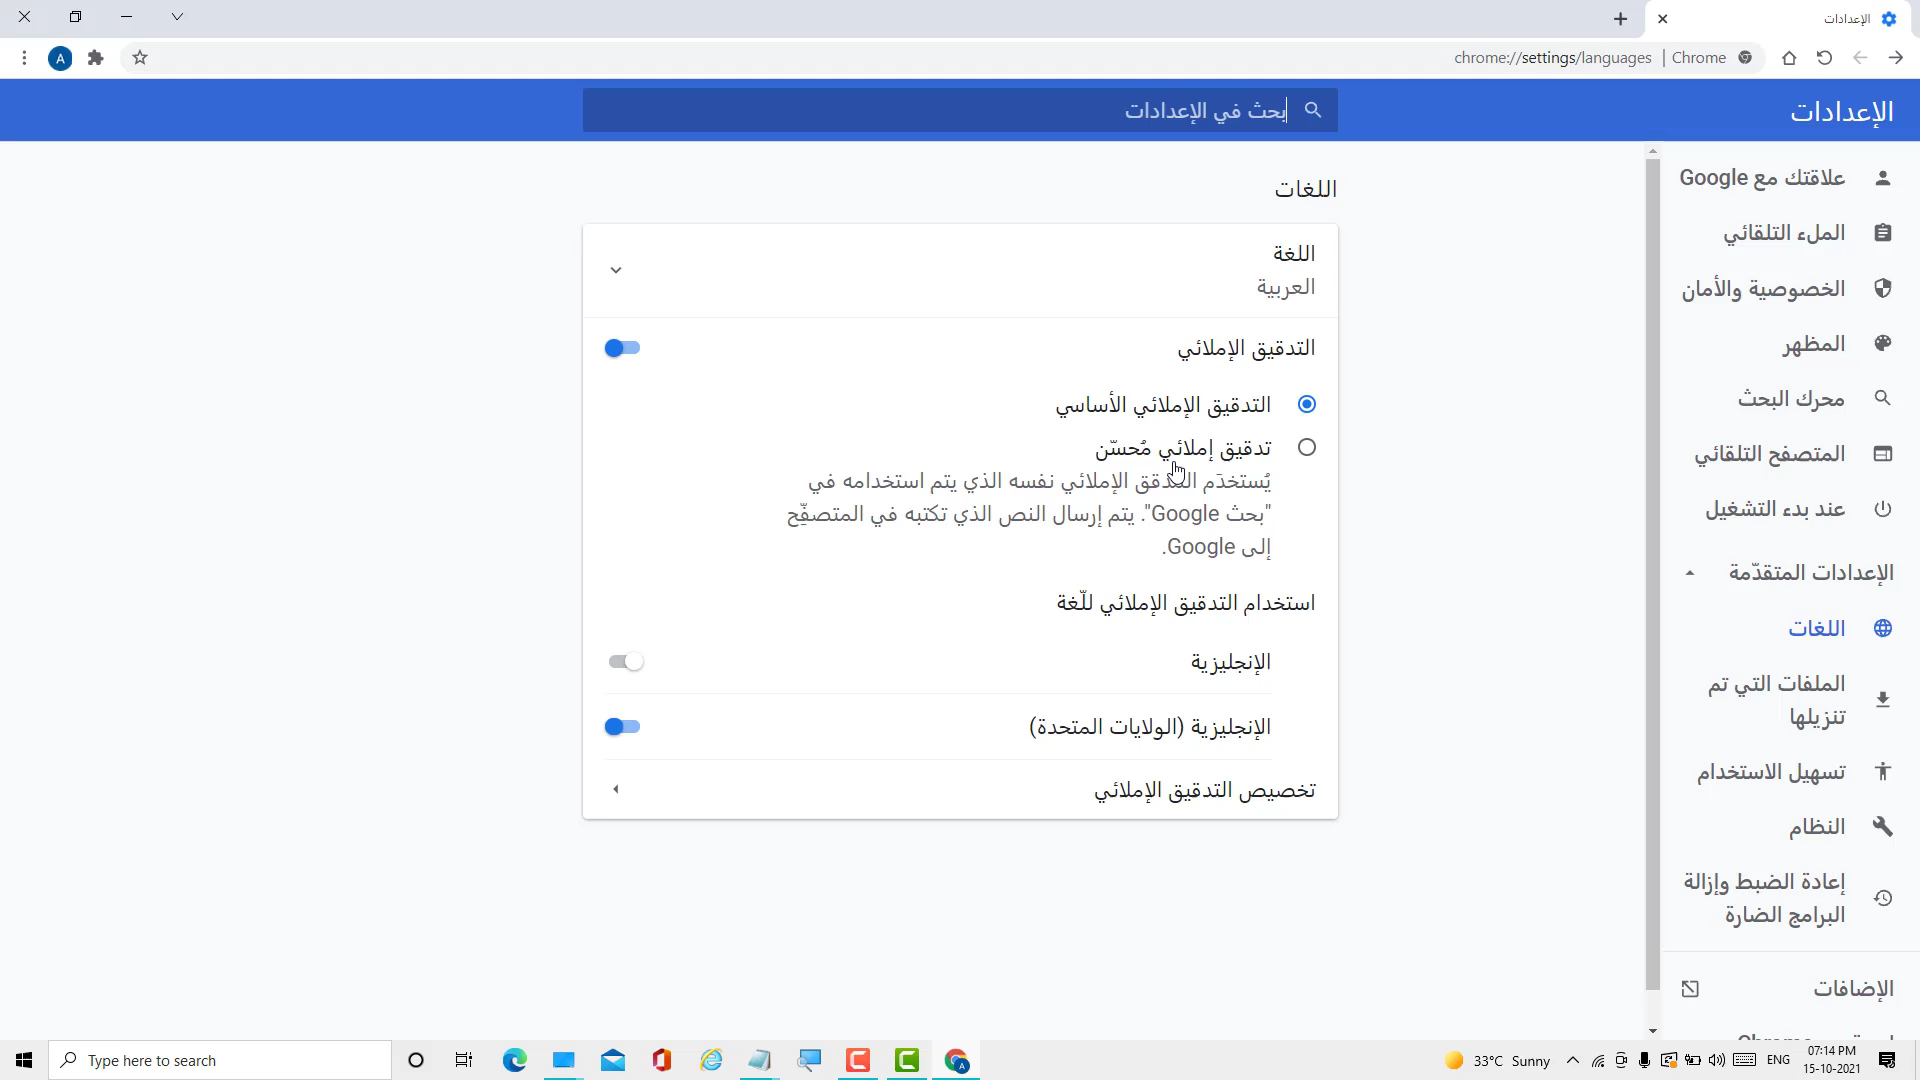 الإعدادات
chrome://settings/languages | Chrome
A
الإعدادات
بحث في الإعدادات
علاقتك مع Google
الملء التلقائي
الخصوصية والأمان
المظهر
محرك البحث
المتصفح التلقائي
عند بدء التشغيل
الإعدادات المتقدّمة
اللغات
الملفات التي تم
تنزيلها
تسهيل الاستخدام
النظام
إعادة الضبط وإزالة
البرامج الضارة
الإضافات
اللغات
اللغة
العربية
التدقيق الإملائي
التدقيق الإملائي الأساسي
تدقيق إملائي مُحسّن
يُستخدَم المدقق الإملائي نفسه الذي يتم استخدامه في
"بحث Google". يتم إرسال النص الذي تكتبه في المتصفّح
إلى Google.
استخدام التدقيق الإملائي للّغة
الإنجليزية
الإنجليزية (الولايات المتحدة)
تخصيص التدقيق الإملائي
Type here to search
33°C Sunny
ENG
07:14 PM
15-10-2021